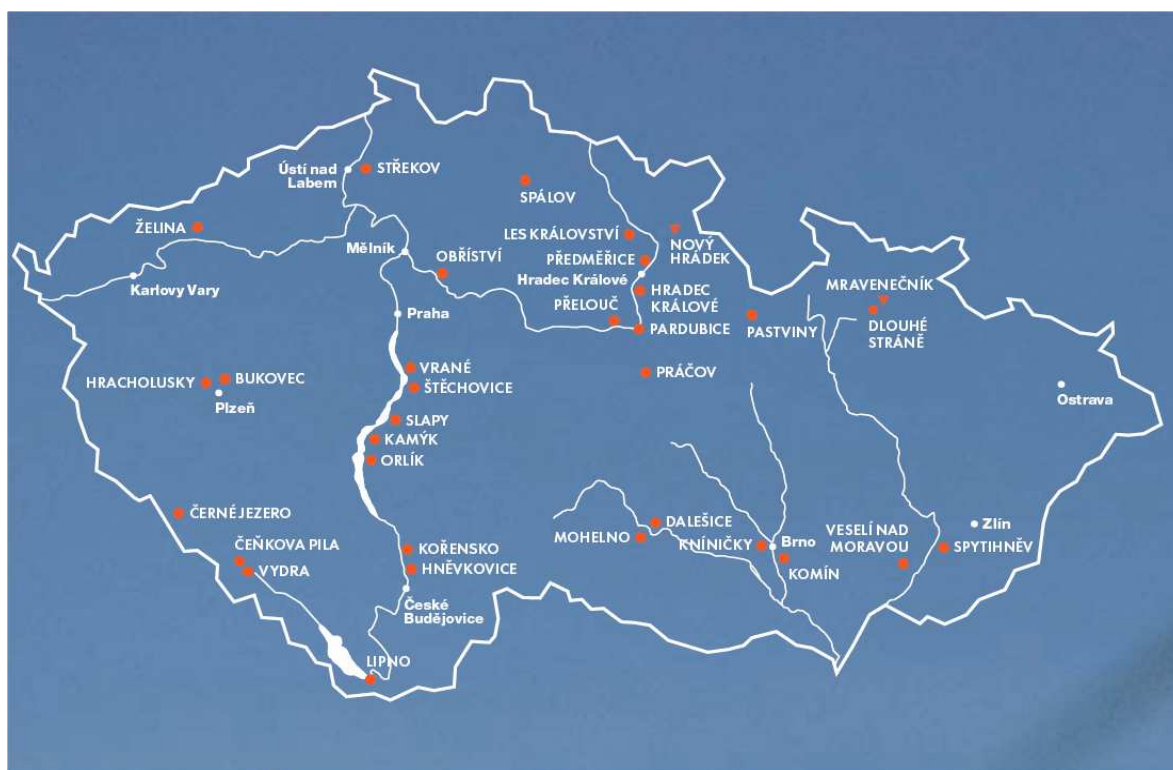 Ústí nad
Labem
STŘEKOV
SPÁLOV
ŽELINA
LES KRÁLOVSTVÍ
NOVÝ
HRÁDEK
Mělník
OBŘÍSTVÍ
PŘEDMĚŘICE
Hradec Králové
Karlovy Vary
HRADEC
KRÁLOVÉ
MRAVENEČNÍK
Praha
PŘELOUČ
PARDUBICE
PASTVINY
DLOUHÉ
STRÁNĚ
VRANÉ
ŠTĚCHOVICE
PRÁČOV
HRACHOLUSKY
BUKOVEC
Plzeň
Ostrava
SLAPY
KAMÝK
ORLÍK
ČERNÉ JEZERO
DALEŠICE
MOHELNO
KNÍNIČKY
Brno
KOMÍN
VESELÍ NAD
MORAVOU
Zlín
SPYTIHNĚV
ČEŇKOVA PILA
VYDRA
KOŘENSKO
HNĚVKOVICE
České
Budějovice
LIPNO